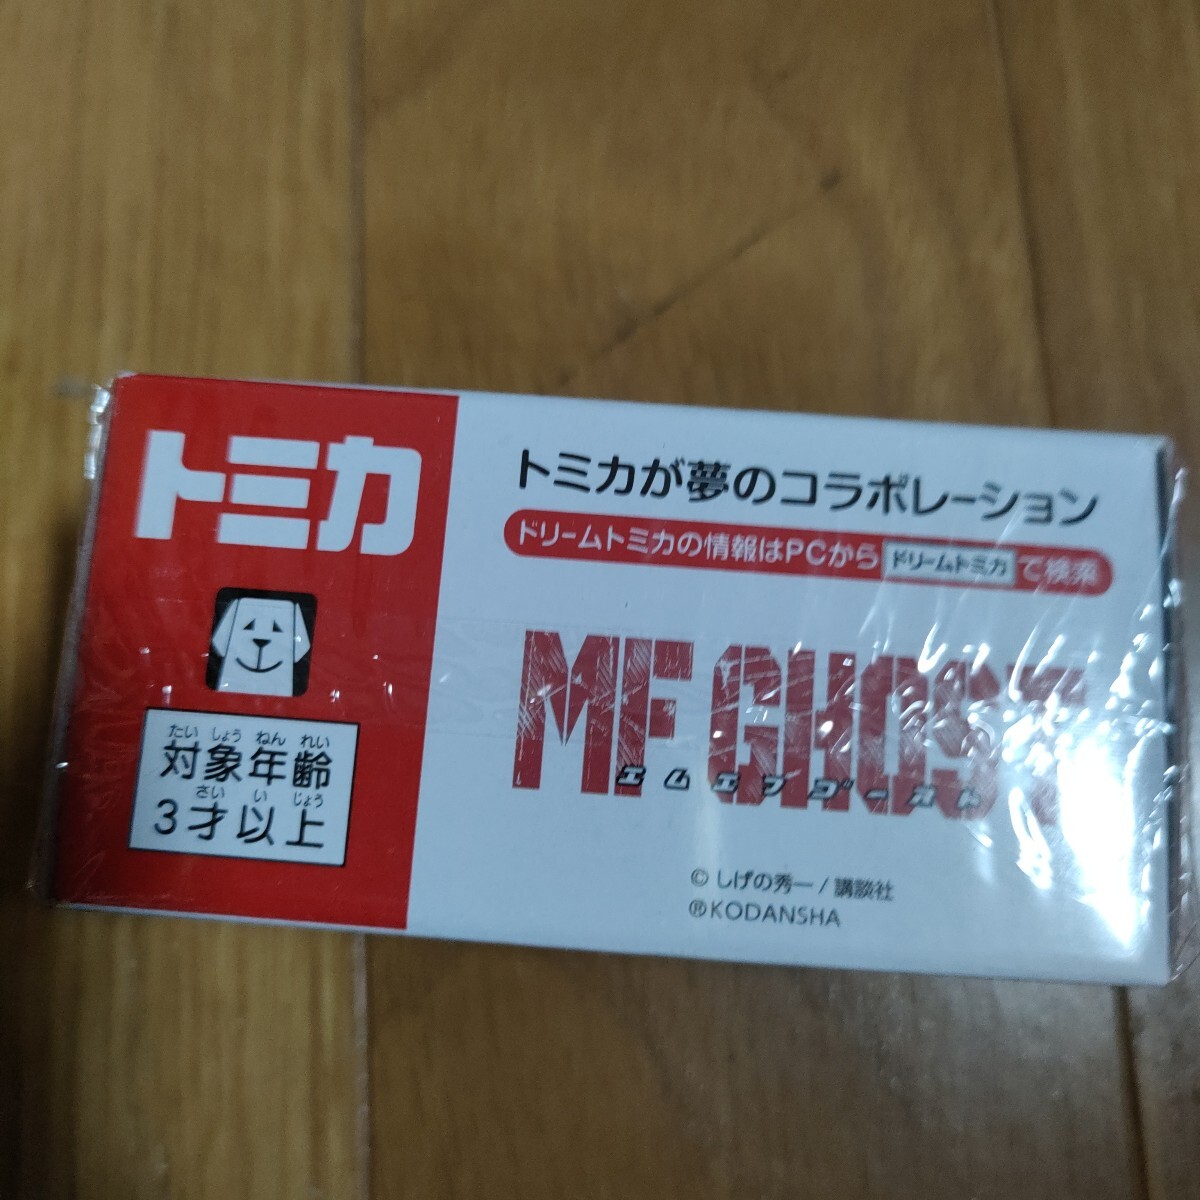 トミカ
たいしょうねんれい
対象年齢
さいいじょう
3才以上
トミカが夢のコラボレーション
ドリームトミカの情報はPCから ドリームトミカ で検索
MF GHOST
エムエフゴースト
© しげの秀一 / 講談社
®KODANSHA